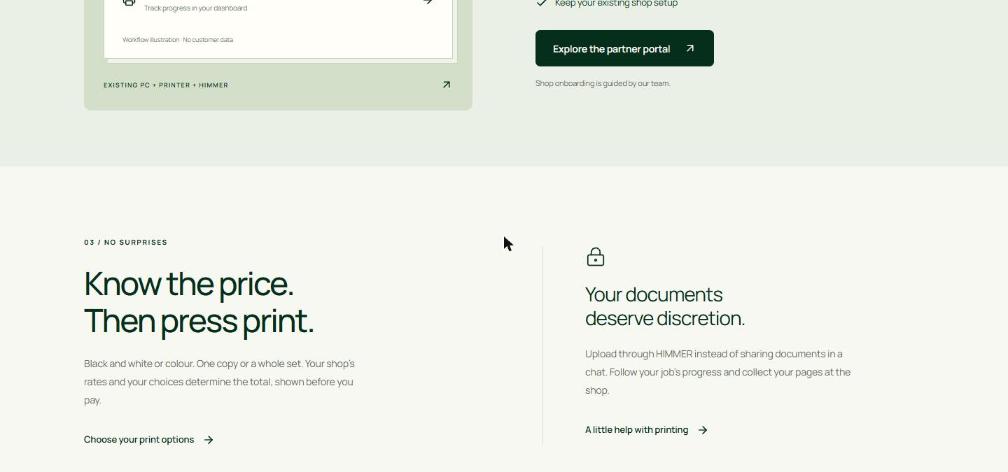 Track progress in your dashboard
Workflow illustration · No customer data
EXISTING PC + PRINTER + HIMMER
Keep your existing shop setup
Explore the partner portal
Shop onboarding is guided by our team.
03 / NO SURPRISES
Know the price.
Then press print.
Black and white or colour. One copy or a whole set. Your shop's
rates and your choices determine the total, shown before you
pay.
Choose your print options
Your documents
deserve discretion.
Upload through HIMMER instead of sharing documents in a
chat. Follow your job's progress and collect your pages at the
shop.
A little help with printing